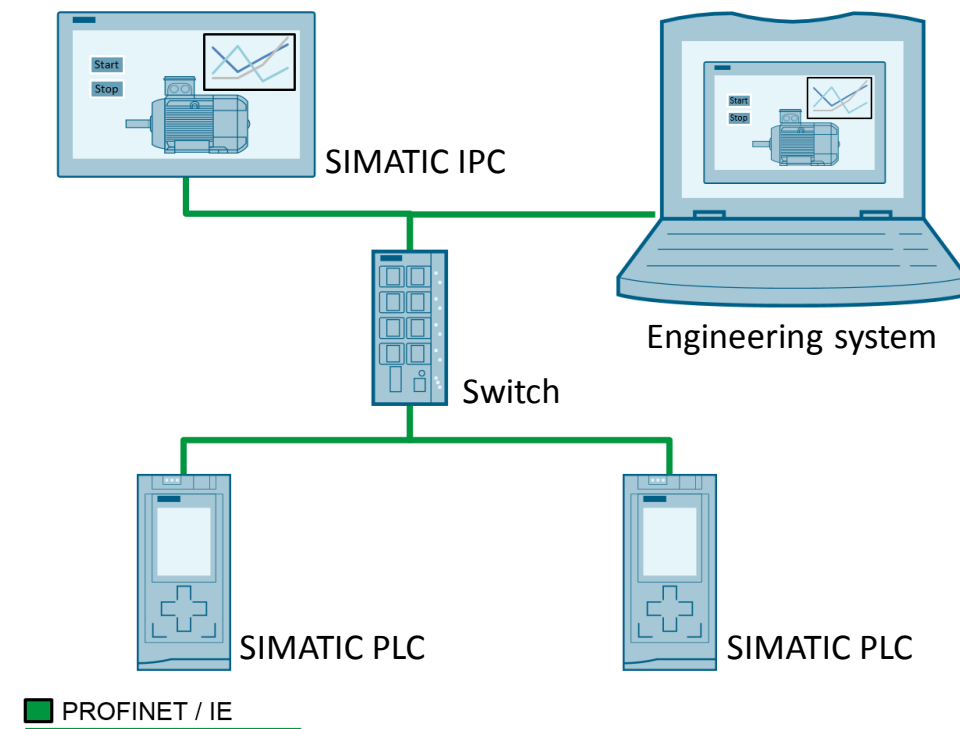 Start
Stop
SIMATIC IPC
Start
Stop
Engineering system
Switch
SIMATIC PLC
SIMATIC PLC
PROFINET / IE